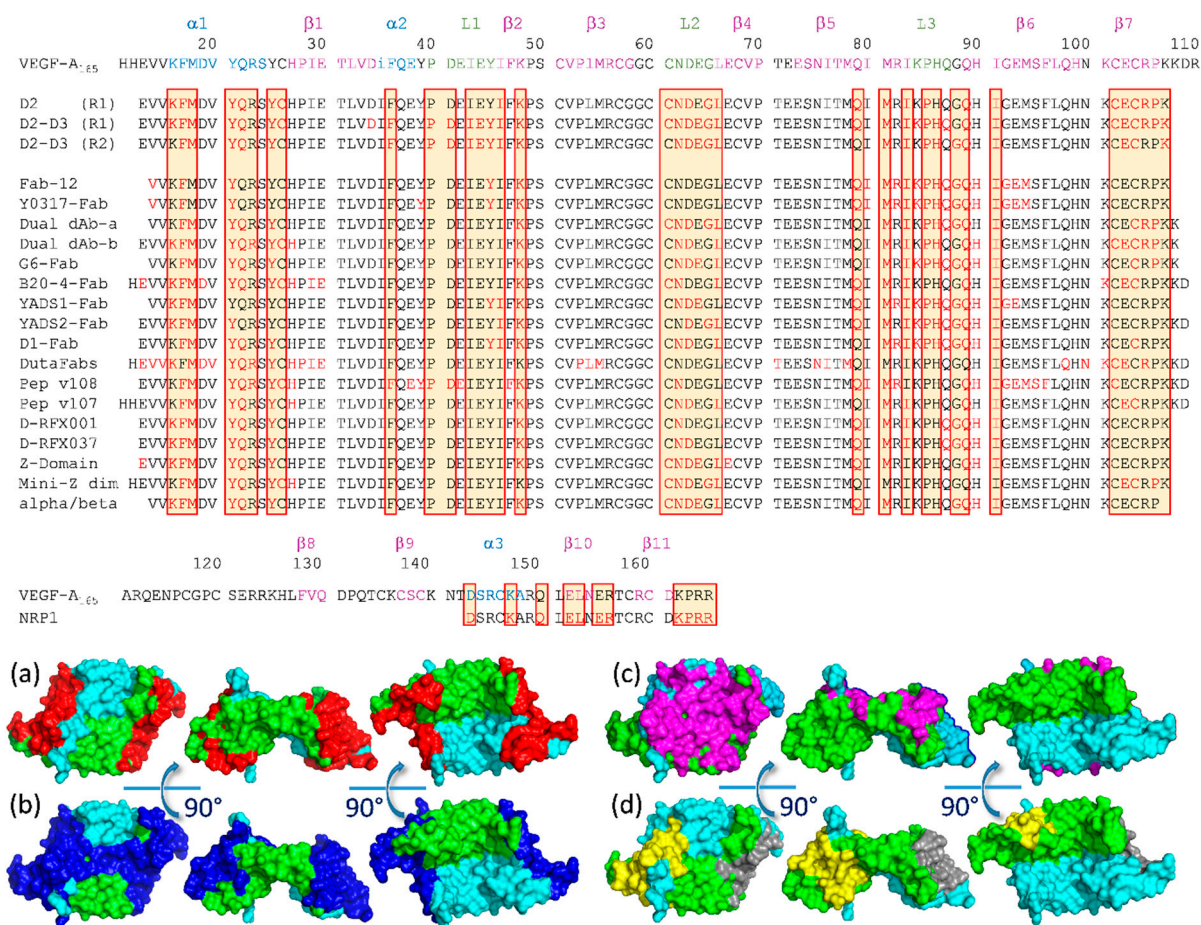 α1 β1 α2 L1 β2 β3 L2 β4 β5 L3 β6 β7
20 30 40 50 60 70 80 90 100 110
VEGF-A165 HHEVVKFMDV YQRSYCHPIE TLVDiFQEYP DEIEYIFKPS CVPlMRCGGC CNDEGLECVP TEESNITMQI MRIKPHQGQH IGEMSFLQHN KCECRPKKDR
D2 (R1) EVVKFMDV YQRSYCHPIE TLVDIFQEYP DEIEYIFKPS CVPLMRCGGC CNDEGLECVP TEESNITMQI MRIKPHQGQH IGEMSFLQHN KCECRPK
D2-D3 (R1) EVVKFMDV YQRSYCHPIE TLVDIFQEYP DEIEYIFKPS CVPLMRCGGC CNDEGLECVP TEESNITMQI MRIKPHQGQH IGEMSFLQHN KCECRPK
D2-D3 (R2) EVVKFMDV YQRSYCHPIE TLVDIFQEYP DEIEYIFKPS CVPLMRCGGC CNDEGLECVP TEESNITMQI MRIKPHQGQH IGEMSFLQHN KCECRPK
Fab-12 VVKFMDV YQRSYCHPIE TLVDIFQEYP DEIEYIFKPS CVPLMRCGGC CNDEGLECVP TEESNITMQI MRIKPHQGQH IGEMSFLQHN KCECRPK
Y0317-Fab VVKFMDV YQRSYCHPIE TLVDIFQEYP DEIEYIFKPS CVPLMRCGGC CNDEGLECVP TEESNITMQI MRIKPHQGQH IGEMSFLQHN KCECRPK
Dual dAb-a VVKFMDV YQRSYCHPIE TLVDIFQEYP DEIEYIFKPS CVPLMRCGGC CNDEGLECVP TEESNITMQI MRIKPHQGQH IGEMSFLQHN KCECRPKK
Dual dAb-b EVVKFMDV YQRSYCHPIE TLVDIFQEYP DEIEYIFKPS CVPLMRCGGC CNDEGLECVP TEESNITMQI MRIKPHQGQH IGEMSFLQHN KCECRPKK
G6-Fab VVKFMDV YQRSYCHPIE TLVDIFQEYP DEIEYIFKPS CVPLMRCGGC CNDEGLECVP TEESNITMQI MRIKPHQGQH IGEMSFLQHN KCECRPK
B20-4-Fab HEVVKFMDV YQRSYCHPIE TLVDIFQEYP DEIEYIFKPS CVPLMRCGGC CNDEGLECVP TEESNITMQI MRIKPHQGQH IGEMSFLQHN KCECRPKKD
YADS1-Fab VVKFMDV YQRSYCHPIE TLVDIFQEYP DEIEYIFKPS CVPLMRCGGC CNDEGLECVP TEESNITMQI MRIKPHQGQH IGEMSFLQHN KCECRPK
YADS2-Fab EVVKFMDV YQRSYCHPIE TLVDIFQEYP DEIEYIFKPS CVPLMRCGGC CNDEGLECVP TEESNITMQI MRIKPHQGQH IGEMSFLQHN KCECRPKKD
D1-Fab VVKFMDV YQRSYCHPIE TLVDIFQEYP DEIEYIFKPS CVPLMRCGGC CNDEGLECVP TEESNITMQI MRIKPHQGQH IGEMSFLQHN KCECRPK
DutaFabs HEVVKFMDV YQRSYCHPIE TLVDIFQEYP DEIEYIFKPS CVPLMRCGGC CNDEGLECVP TEESNITMQI MRIKPHQGQH IGEMSFLQHN KCECRPKKD
Pep v108 EVVKFMDV YQRSYCHPIE TLVDIFQEYP DEIEYIFKPS CVPLMRCGGC CNDEGLECVP TEESNITMQI MRIKPHQGQH IGEMSFLQHN KCECRPKKD
Pep v107 HHEVVKFMDV YQRSYCHPIE TLVDIFQEYP DEIEYIFKPS CVPLMRCGGC CNDEGLECVP TEESNITMQI MRIKPHQGQH IGEMSFLQHN KCECRPKKD
D-RFX001 EVVKFMDV YQRSYCHPIE TLVDIFQEYP DEIEYIFKPS CVPLMRCGGC CNDEGLECVP TEESNITMQI MRIKPHQGQH IGEMSFLQHN KCECRPK
D-RFX037 EVVKFMDV YQRSYCHPIE TLVDIFQEYP DEIEYIFKPS CVPLMRCGGC CNDEGLECVP TEESNITMQI MRIKPHQGQH IGEMSFLQHN KCECRPK
Z-Domain EVVKFMDV YQRSYCHPIE TLVDIFQEYP DEIEYIFKPS CVPLMRCGGC CNDEGLECVP TEESNITMQI MRIKPHQGQH IGEMSFLQHN KCECRPK
Mini-Z dim HEVVKFMDV YQRSYCHPIE TLVDIFQEYP DEIEYIFKPS CVPLMRCGGC CNDEGLECVP TEESNITMQI MRIKPHQGQH IGEMSFLQHN KCECRPK
alpha/beta VVKFMDV YQRSYCHPIE TLVDIFQEYP DEIEYIFKPS CVPLMRCGGC CNDEGLECVP TEESNITMQI MRIKPHQGQH IGEMSFLQHN KCECRP
β8 β9 α3 β10 β11
120 130 140 150 160
VEGF-A165 ARQENPCGPC SERRKHLFVQ DPQTCKCSCK NTDSRCKARQ LELNERTCRC DKPRR
NRP1 DSRCKARQ LELNERTCRC DKPRR
(a) (c)
90° 90° 90° 90°
(b) (d)